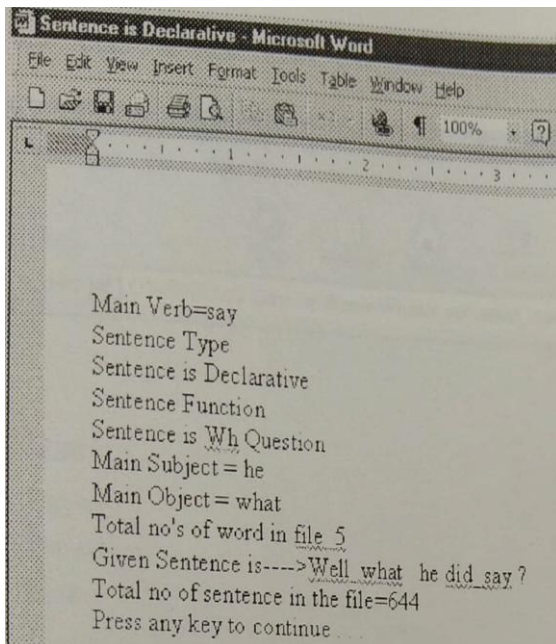 Sentence is Declarative - Microsoft Word
File Edit View Insert Format Tools Table Window Help
100%
1 2 3
Main Verb=say
Sentence Type
Sentence is Declarative
Sentence Function
Sentence is Wh Question
Main Subject = he
Main Object = what
Total no's of word in file 5
Given Sentence is---->Well what he did say ?
Total no of sentence in the file=644
Press any key to continue . . .